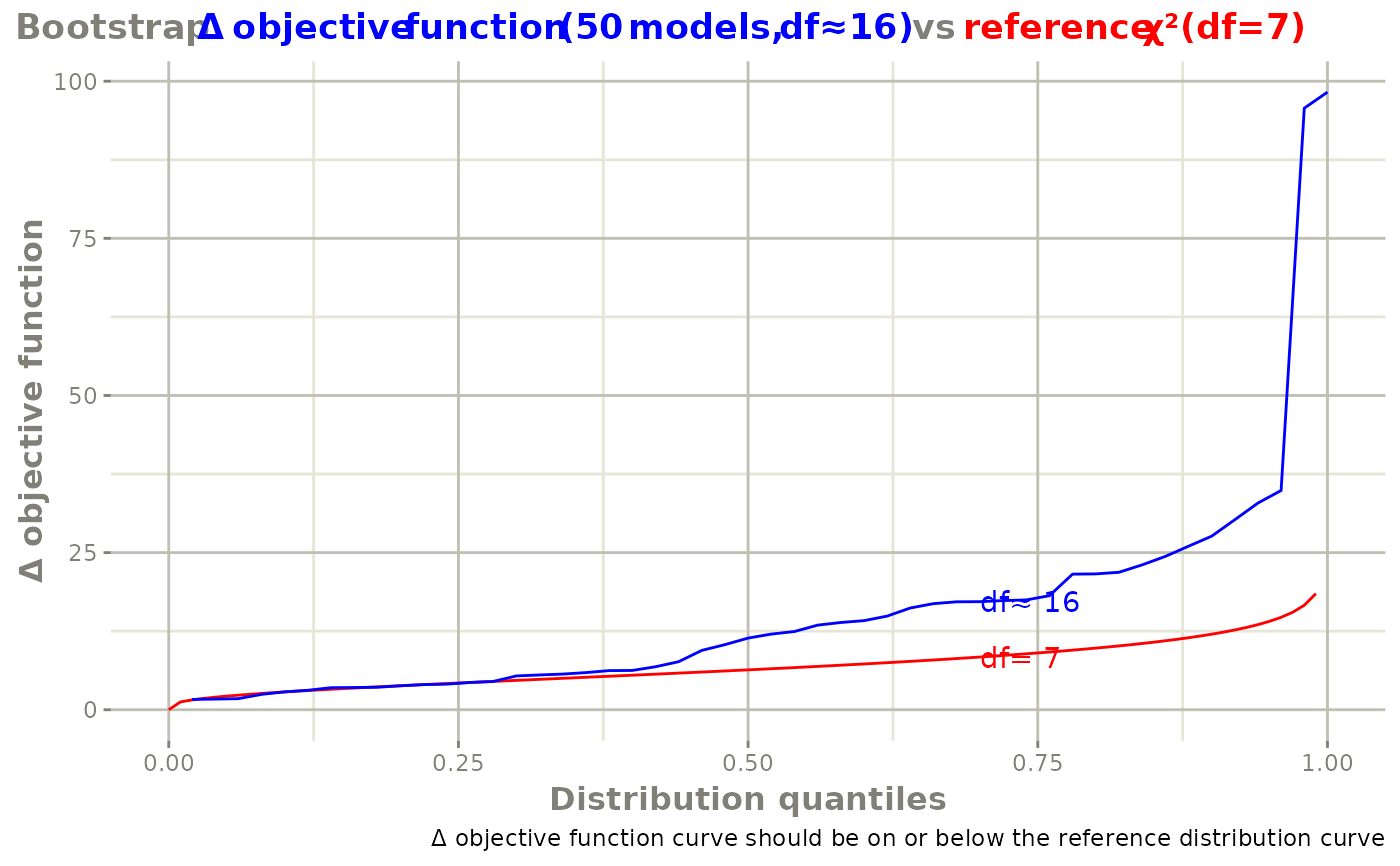 Bootstrap Δ objective function (50 models, df≈16) vs reference χ²(df=7)
100
75
50
25
0
Δ objective function
df≈ 16
df= 7
0.00 0.25 0.50 0.75 1.00
Distribution quantiles
Δ objective function curve should be on or below the reference distribution curve